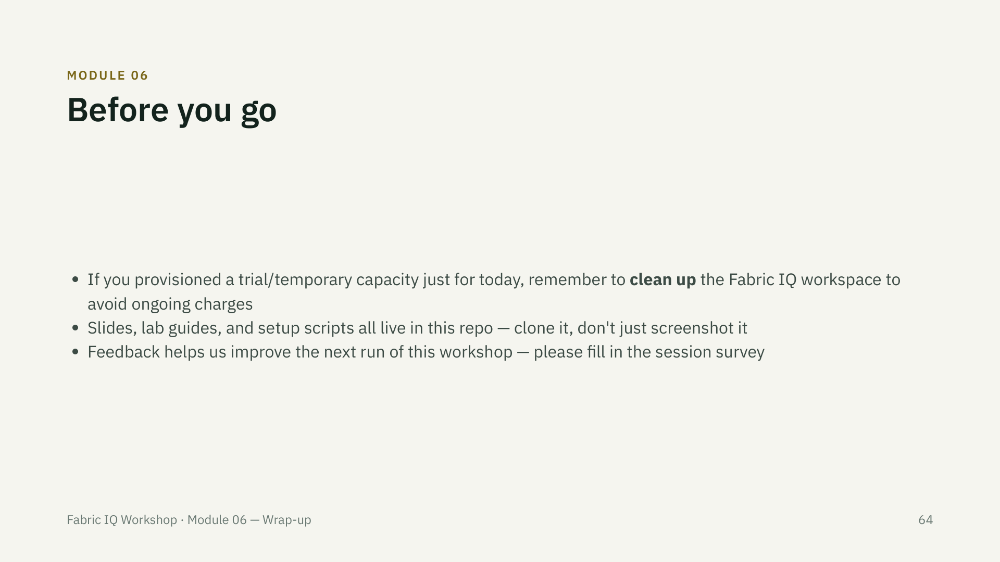 MODULE 06
Before you go
• If you provisioned a trial/temporary capacity just for today, remember to clean up the Fabric IQ workspace to
avoid ongoing charges
• Slides, lab guides, and setup scripts all live in this repo — clone it, don't just screenshot it
• Feedback helps us improve the next run of this workshop — please fill in the session survey
Fabric IQ Workshop · Module 06 — Wrap-up
64